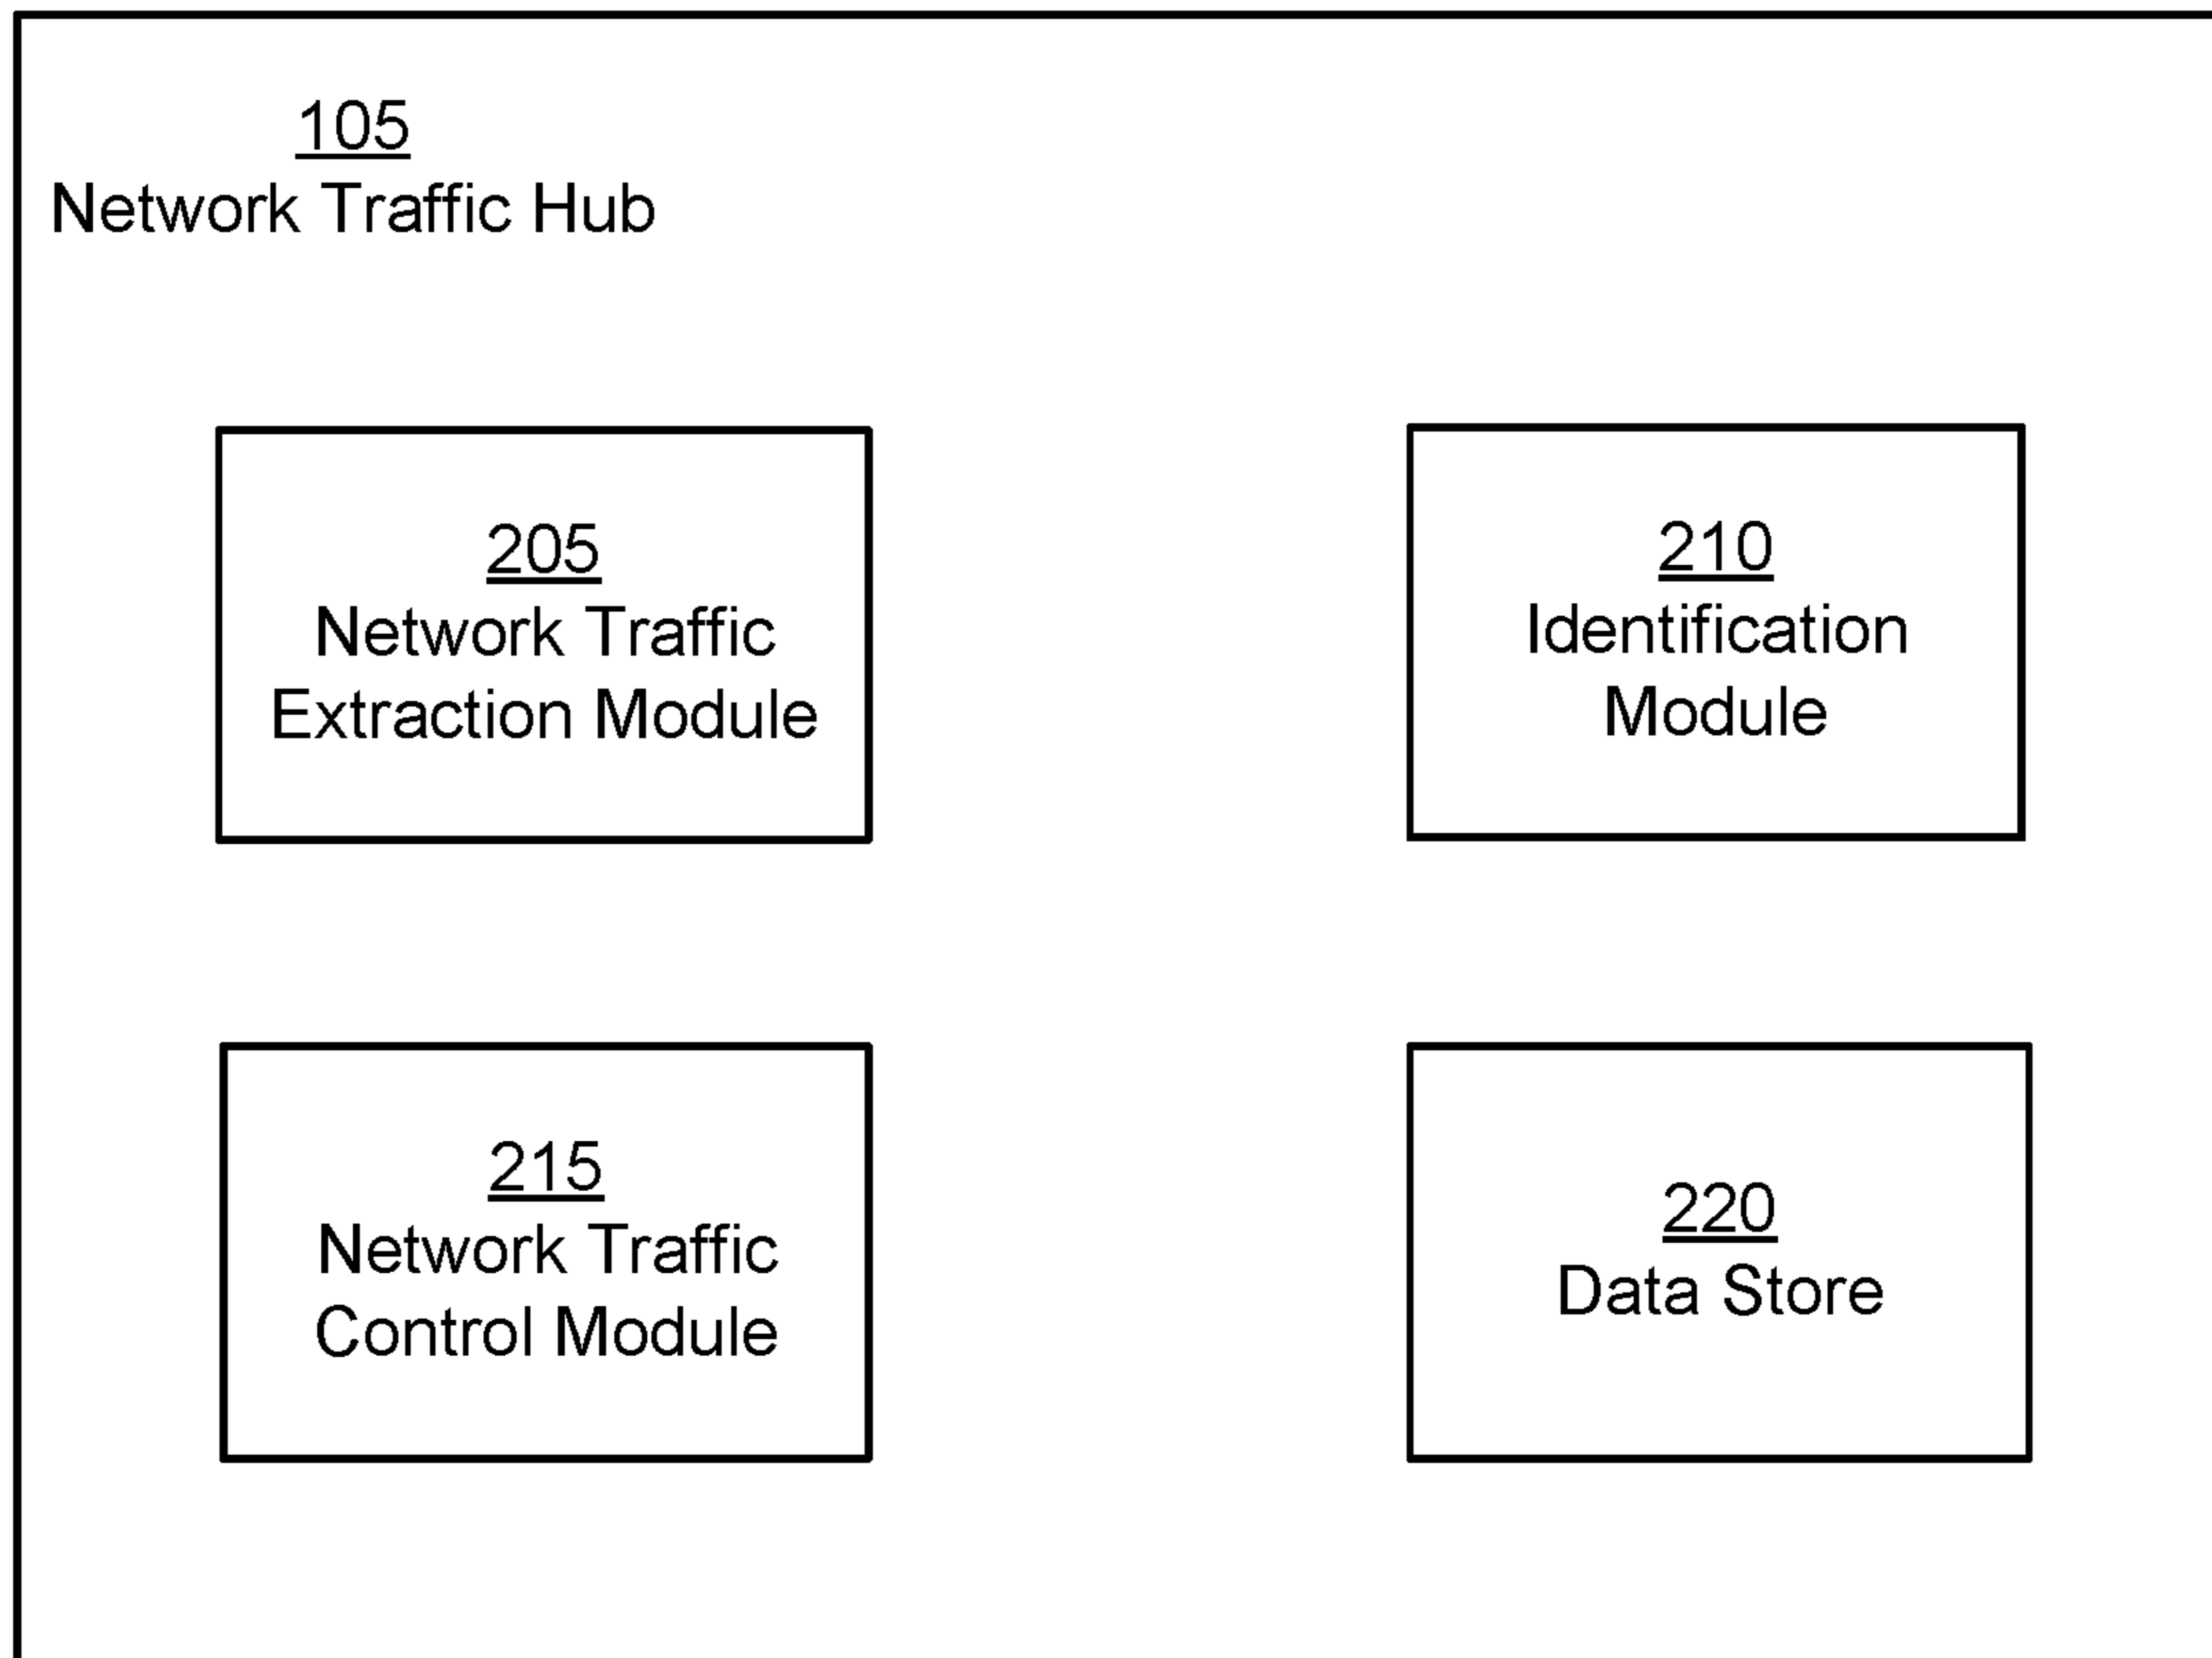 105
Network Traffic Hub
205
Network Traffic
Extraction Module
210
Identification
Module
215
Network Traffic
Control Module
220
Data Store